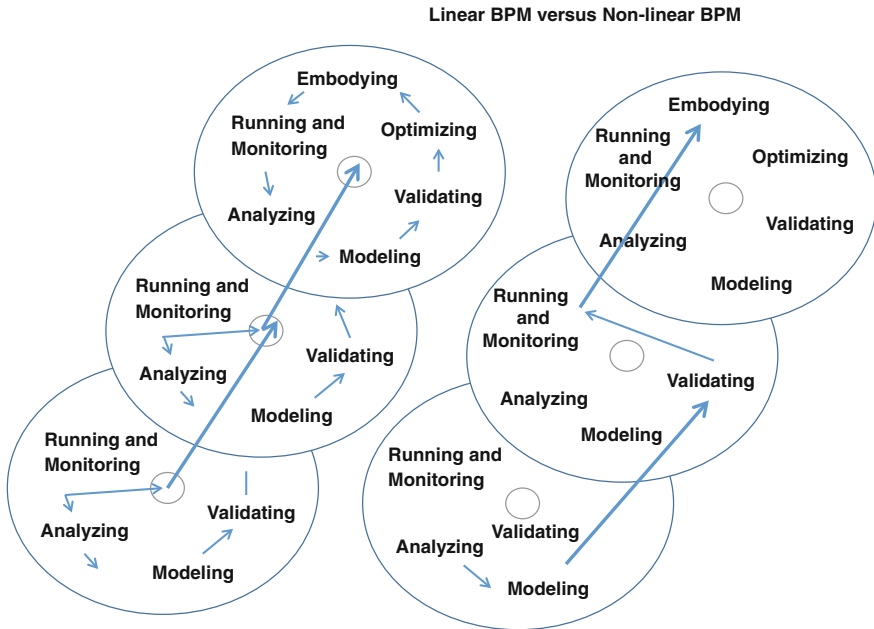 Linear BPM versus Non-linear BPM
Embodying
Running and
Monitoring
Optimizing
Analyzing
Validating
Modeling
Running and
Monitoring
Analyzing
Validating
Modeling
Running and
Monitoring
Analyzing
Validating
Modeling
Embodying
Running
and
Monitoring
Optimizing
Analyzing
Validating
Modeling
Running
and
Monitoring
Analyzing
Validating
Modeling
Running and
Monitoring
Analyzing
Validating
Modeling